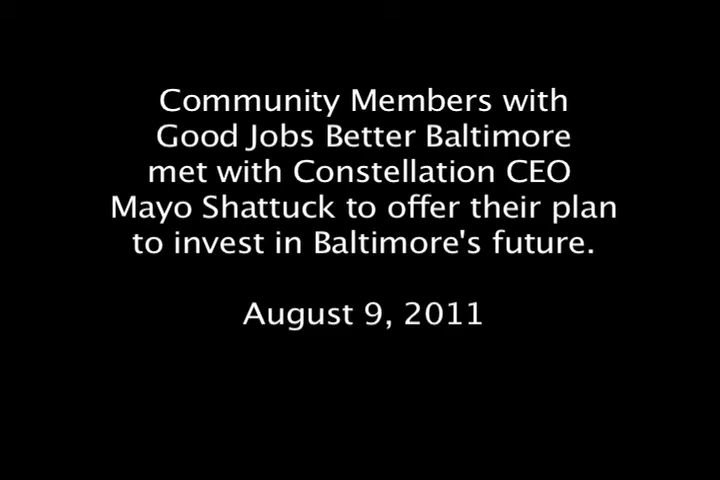 Community Members with
Good Jobs Better Baltimore
met with Constellation CEO
Mayo Shattuck to offer their plan
to invest in Baltimore's future.
August 9, 2011